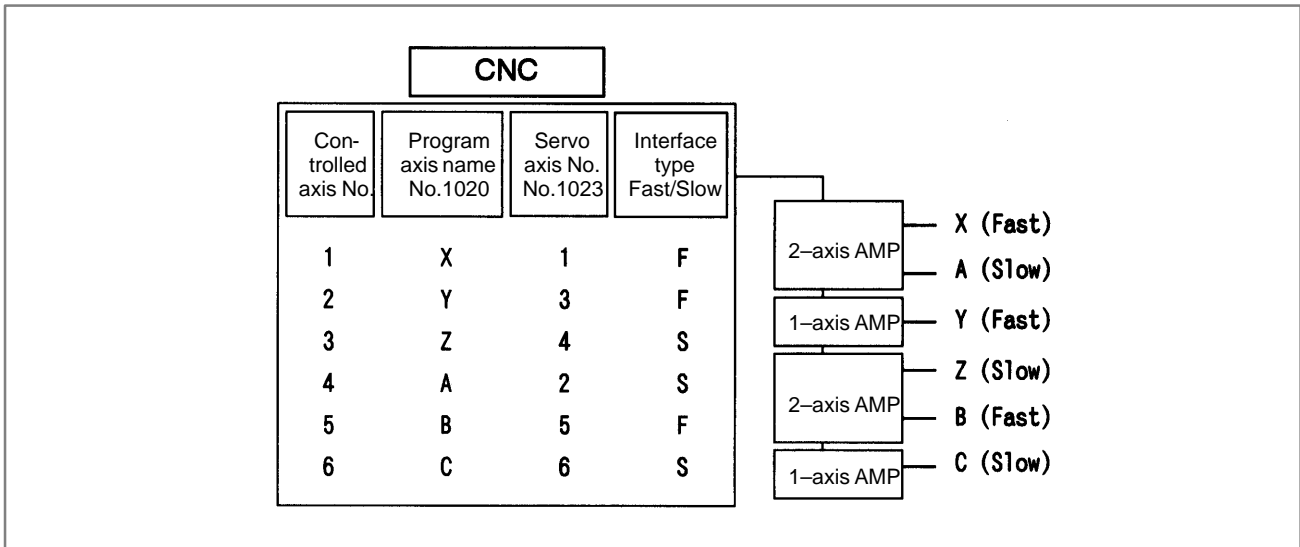 CNC
Con-
trolled
axis No.
Program
axis name
No.1020
Servo
axis No.
No.1023
Interface
type
Fast/Slow
1 X 1 F
2 Y 3 F
3 Z 4 S
4 A 2 S
5 B 5 F
6 C 6 S
2–axis AMP
X (Fast)
A (Slow)
1–axis AMP
Y (Fast)
2–axis AMP
Z (Slow)
B (Fast)
1–axis AMP
C (Slow)